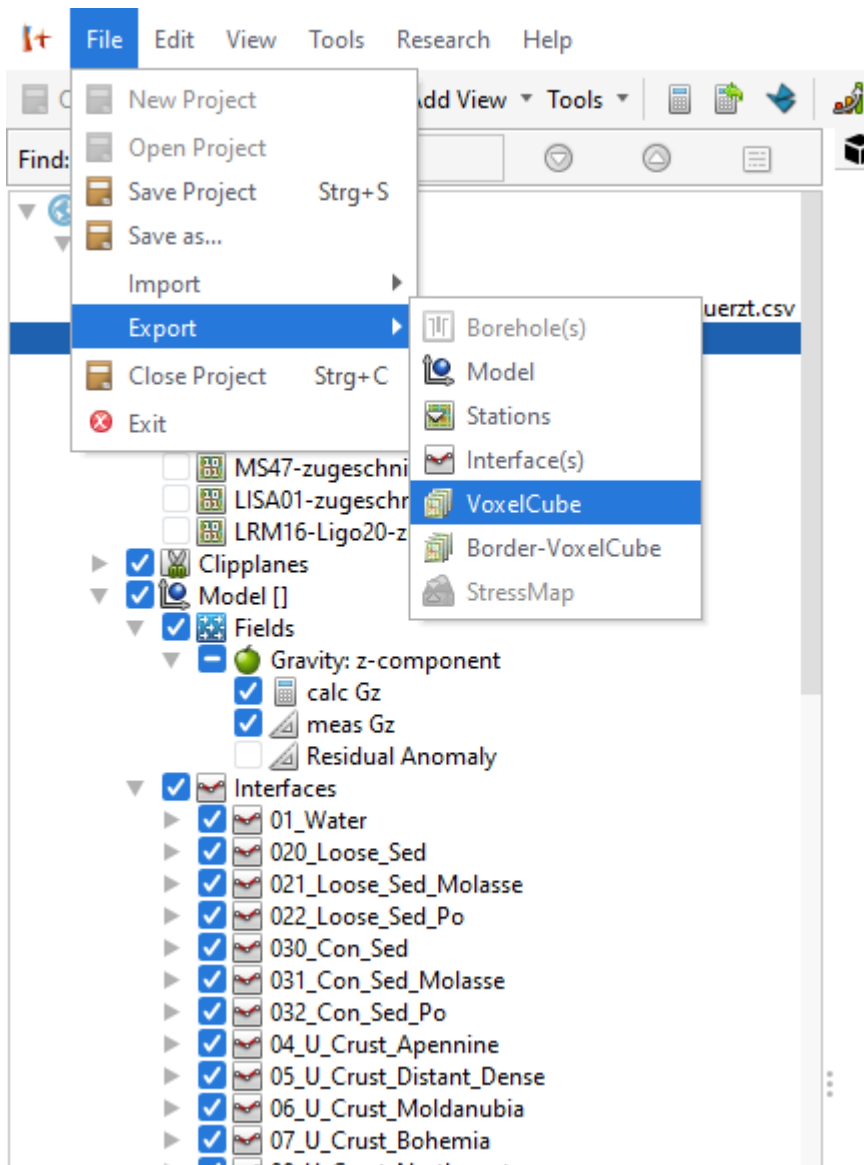 File Edit View Tools Research Help
New Project
Add View Tools
Open Project
Find:
Save Project Strg+S
Save as...
Import
uerzt.csv
Export
Borehole(s)
Close Project Strg+C
Model
Exit
Stations
Interface(s)
MS47-zugeschni
LISA01-zugeschr
VoxelCube
LRM16-Ligo20-z
Border-VoxelCube
Clipplanes
StressMap
Model []
Fields
Gravity: z-component
calc Gz
meas Gz
Residual Anomaly
Interfaces
01_Water
020_Loose_Sed
021_Loose_Sed_Molasse
022_Loose_Sed_Po
030_Con_Sed
031_Con_Sed_Molasse
032_Con_Sed_Po
04_U_Crust_Apennine
05_U_Crust_Distant_Dense
06_U_Crust_Moldanubia
07_U_Crust_Bohemia